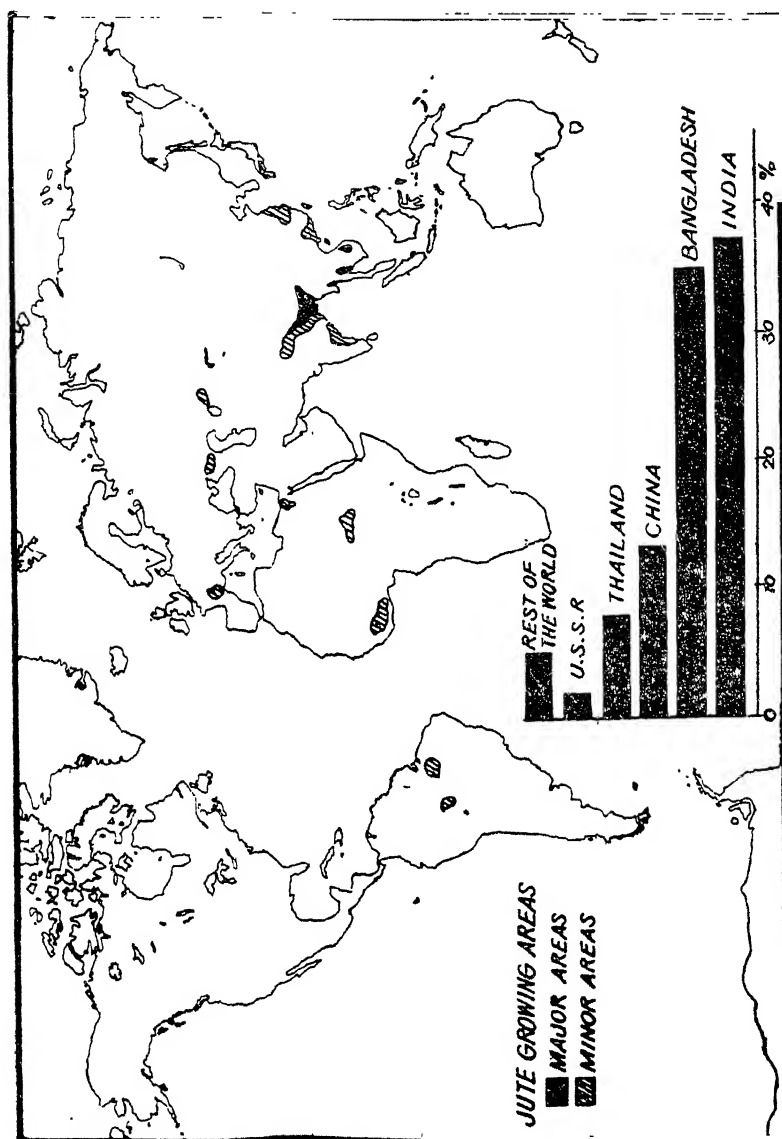 JUTE GROWING AREAS
MAJOR AREAS
MINOR AREAS
REST OF
THE WORLD
U.S.S.R
THAILAND
CHINA
BANGLADESH
INDIA
0 10 20 30 40 %